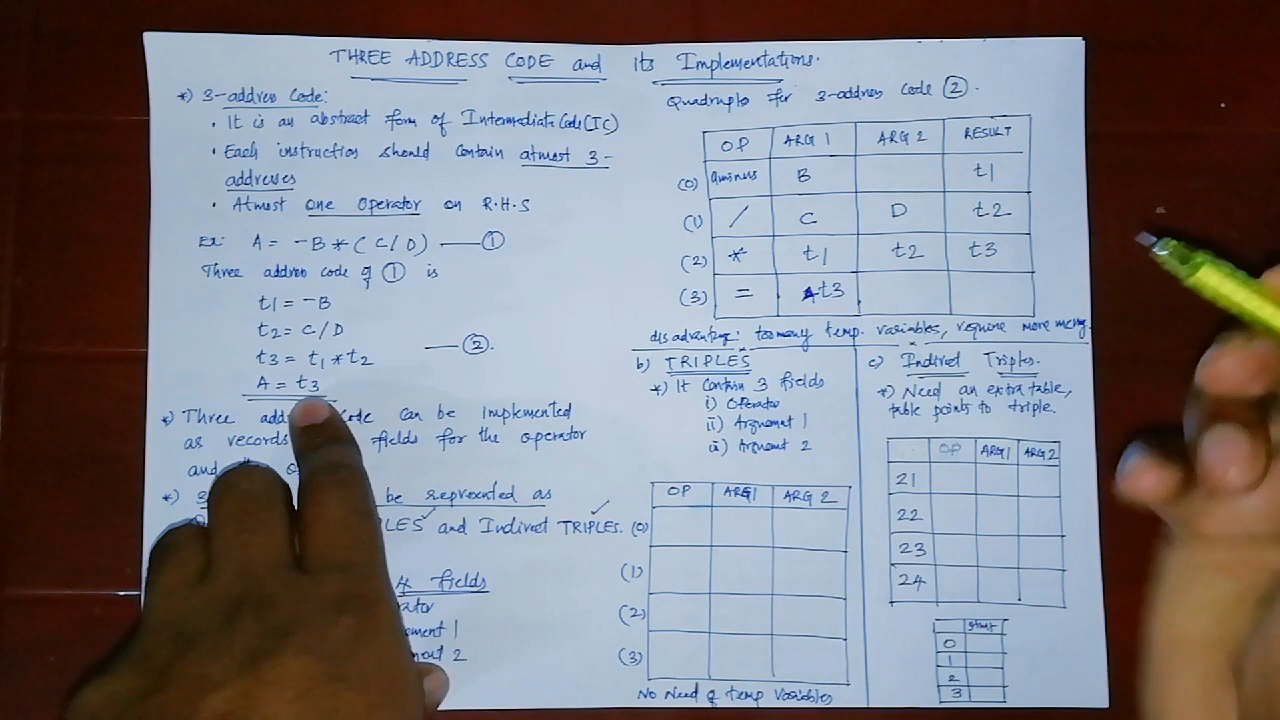 THREE ADDRESS CODE and its Implementations.
*) 3-address Code:
• It is an abstract form of Intermediate Code (IC)
• Each instruction should contain atmost 3-
addresses
• Atmost one Operator on R.H.S
Ex: A = -B * (C/D) —— ①
Three address code of ① is
t1 = -B
t2 = C/D
t3 = t1 * t2 —— ②.
A = t3
*) Three add Code can be implemented
as records fields for the operator
and
*) be represented as
LES and Indirect TRIPLES.
4 fields
ator
ument 1
ment 2
Quadruple for 3-address code ②.
OP ARG 1 ARG 2 RESULT
(0) B t1
(1) / C D t2
(2) * t1 t2 t3
(3) = t3
disadvantage: too many temp. variables, require more
b) TRIPLES
*) It Contain 3 fields
i) Operator
ii) Argument 1
ii) Argument 2
OP ARG1 ARG 2
(0)
(1)
(2)
(3)
No Need of temp Variables
c) Indirect Triples.
*) Need an extra table,
table points to triple.
OP ARG1 ARG2
21
22
23
24
stmt
0
1
2
3